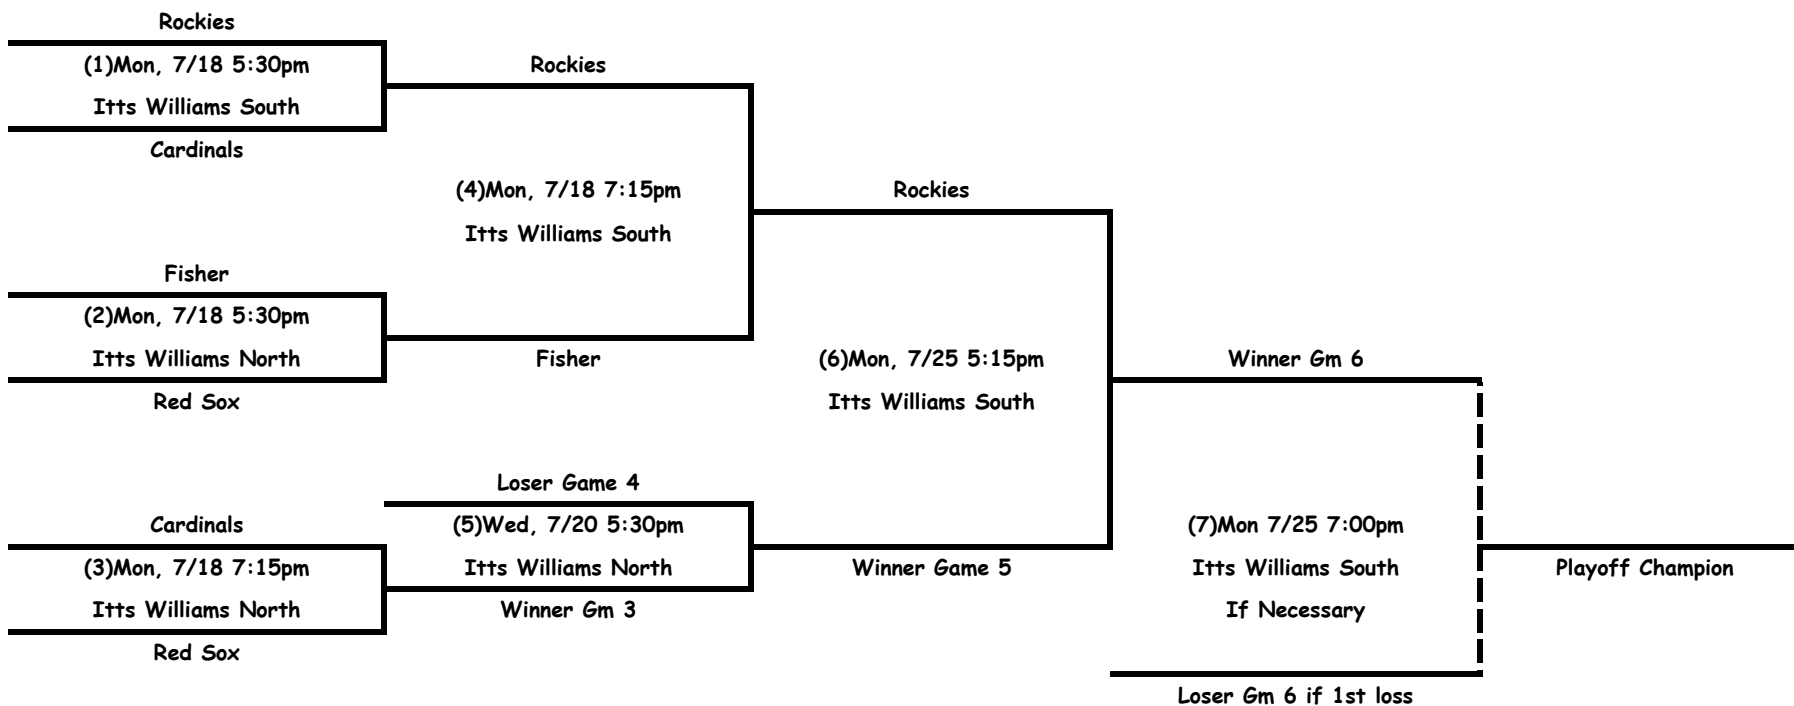 Rockies
(1)Mon, 7/18 5:30pm
Itts Williams South
Cardinals
Rockies
(4)Mon, 7/18 7:15pm
Itts Williams South
Fisher
Fisher
(2)Mon, 7/18 5:30pm
Itts Williams North
Red Sox
Rockies
(6)Mon, 7/25 5:15pm
Itts Williams South
Winner Game 5
Loser Game 4
(5)Wed, 7/20 5:30pm
Itts Williams North
Winner Gm 3
Cardinals
(3)Mon, 7/18 7:15pm
Itts Williams North
Red Sox
Winner Gm 6
(7)Mon 7/25 7:00pm
Itts Williams South
If Necessary
Loser Gm 6 if 1st loss
Playoff Champion